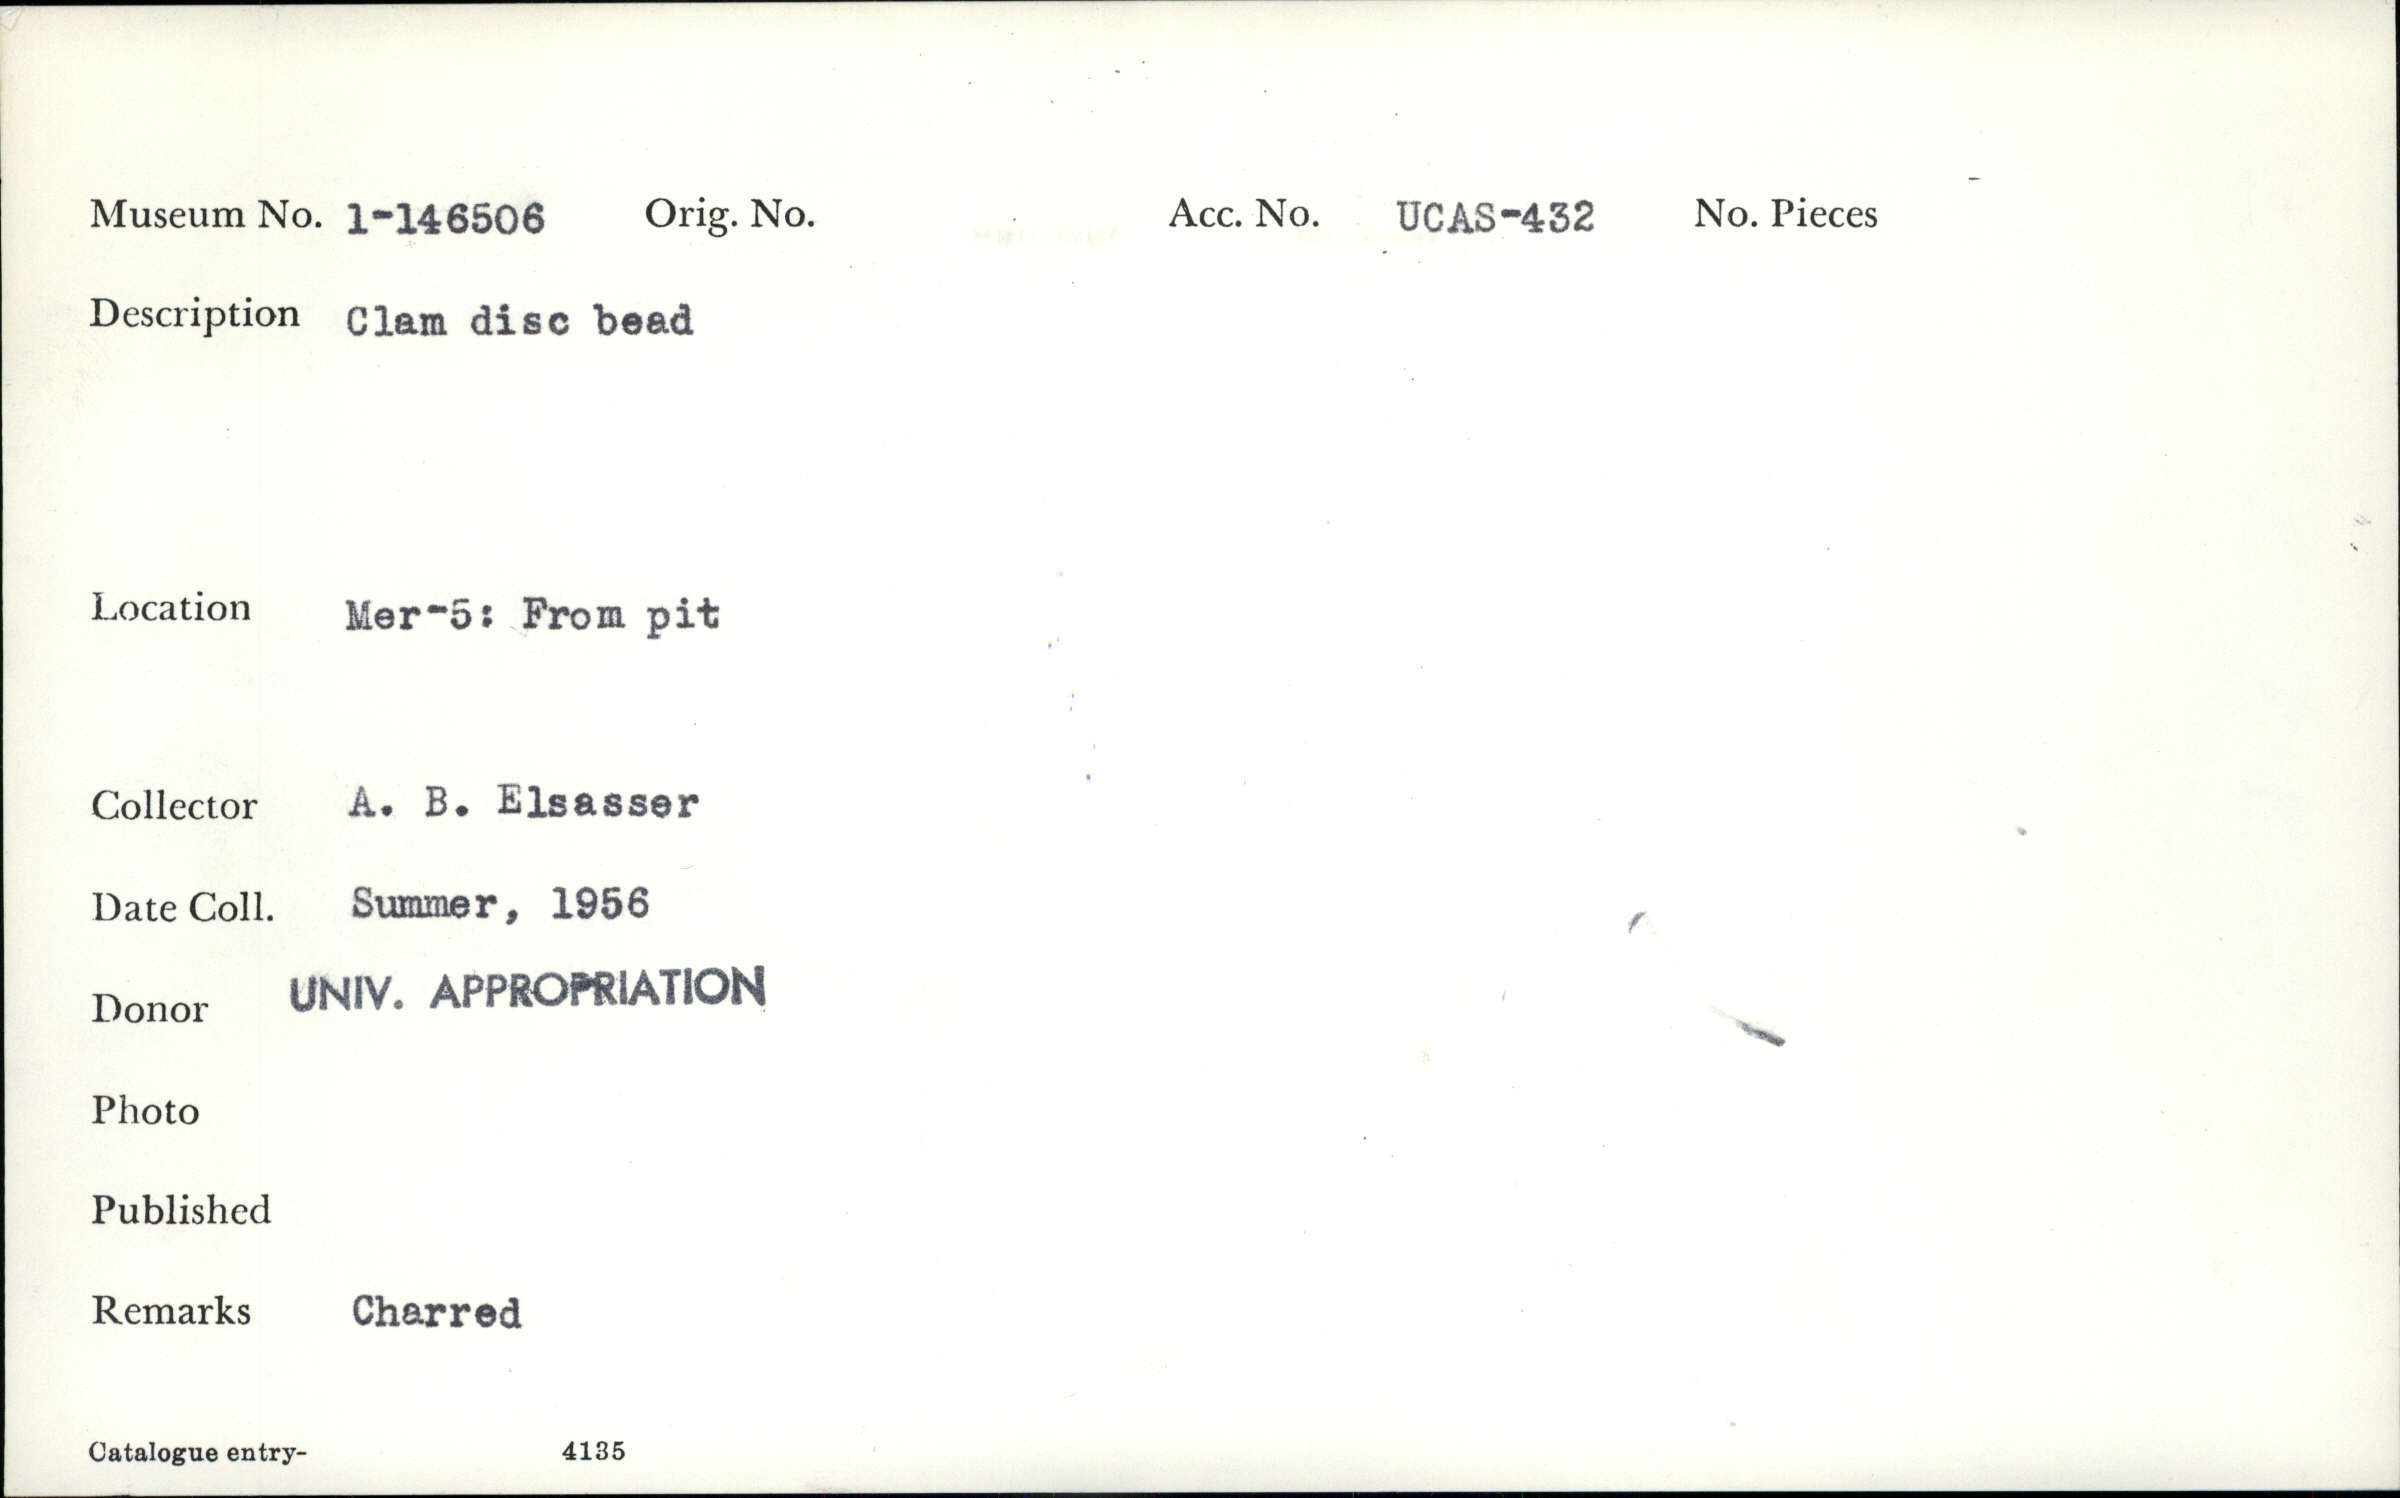 Museum No. 1-146506 Orig. No. Acc. No. UCAS-432 No. Pieces
Description Clam disc bead
Location Mer-5: From pit
Collector A. B. Elsasser
Date Coll. Summer, 1956
Donor UNIV. APPROPRIATION
Photo
Published
Remarks Charred
Catalogue entry- 4135